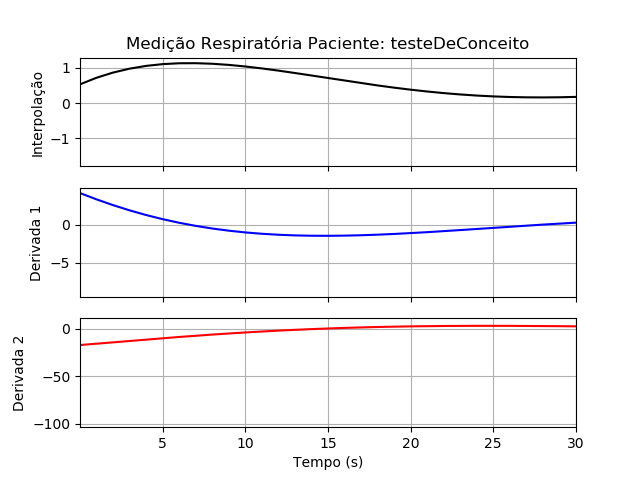 Medição Respiratória Paciente: testeDeConceito
Interpolação
1
0
−1
Derivada 1
0
−5
Derivada 2
0
−50
−100
5 10 15 20 25 30
Tempo (s)